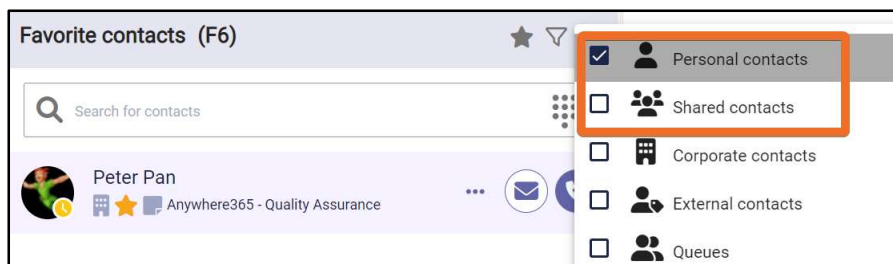 Favorite contacts (F6)
Search for contacts
Peter Pan
Anywhere365 - Quality Assurance
Personal contacts
Shared contacts
Corporate contacts
External contacts
Queues